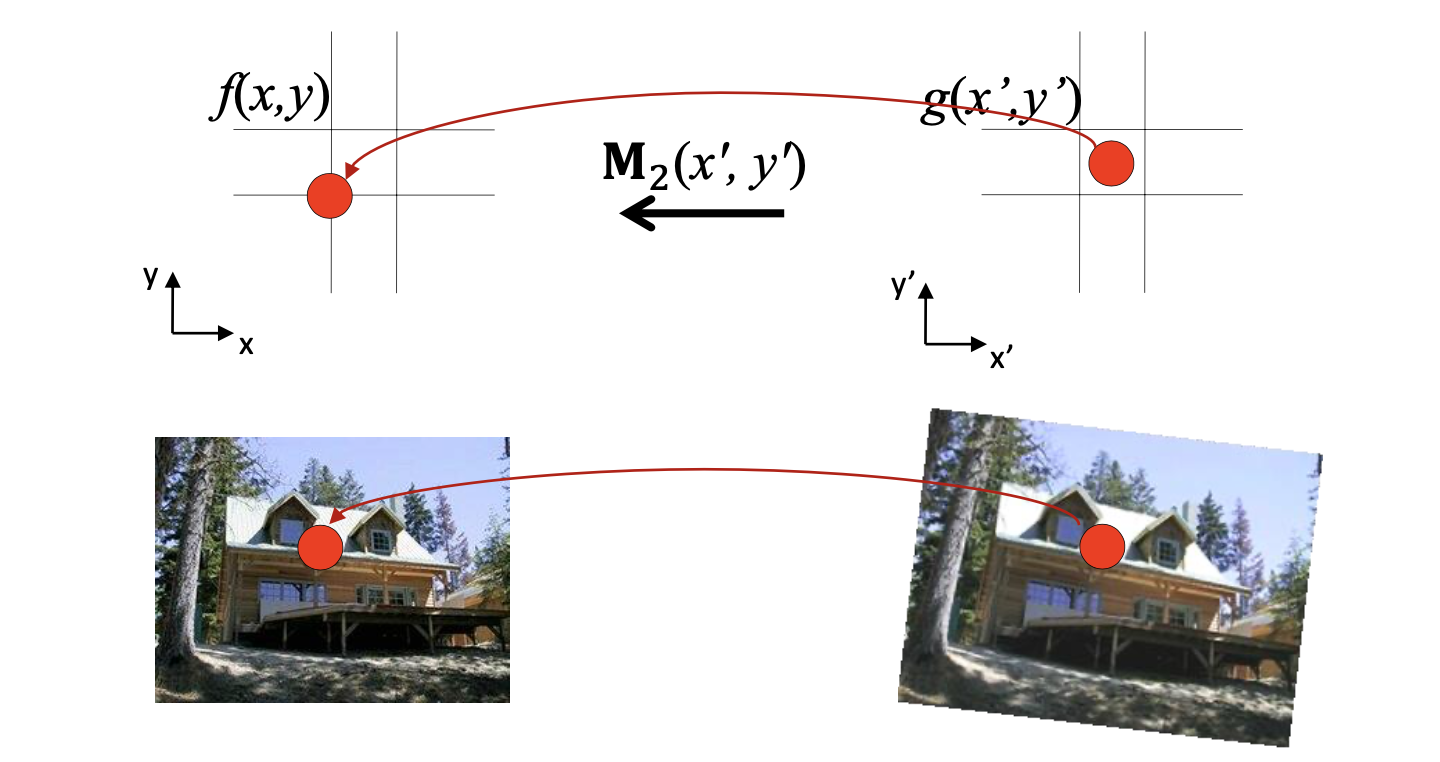 f(x,y)
g(x’,y’)
M₂(x′, y′)
y
x
y’
x’